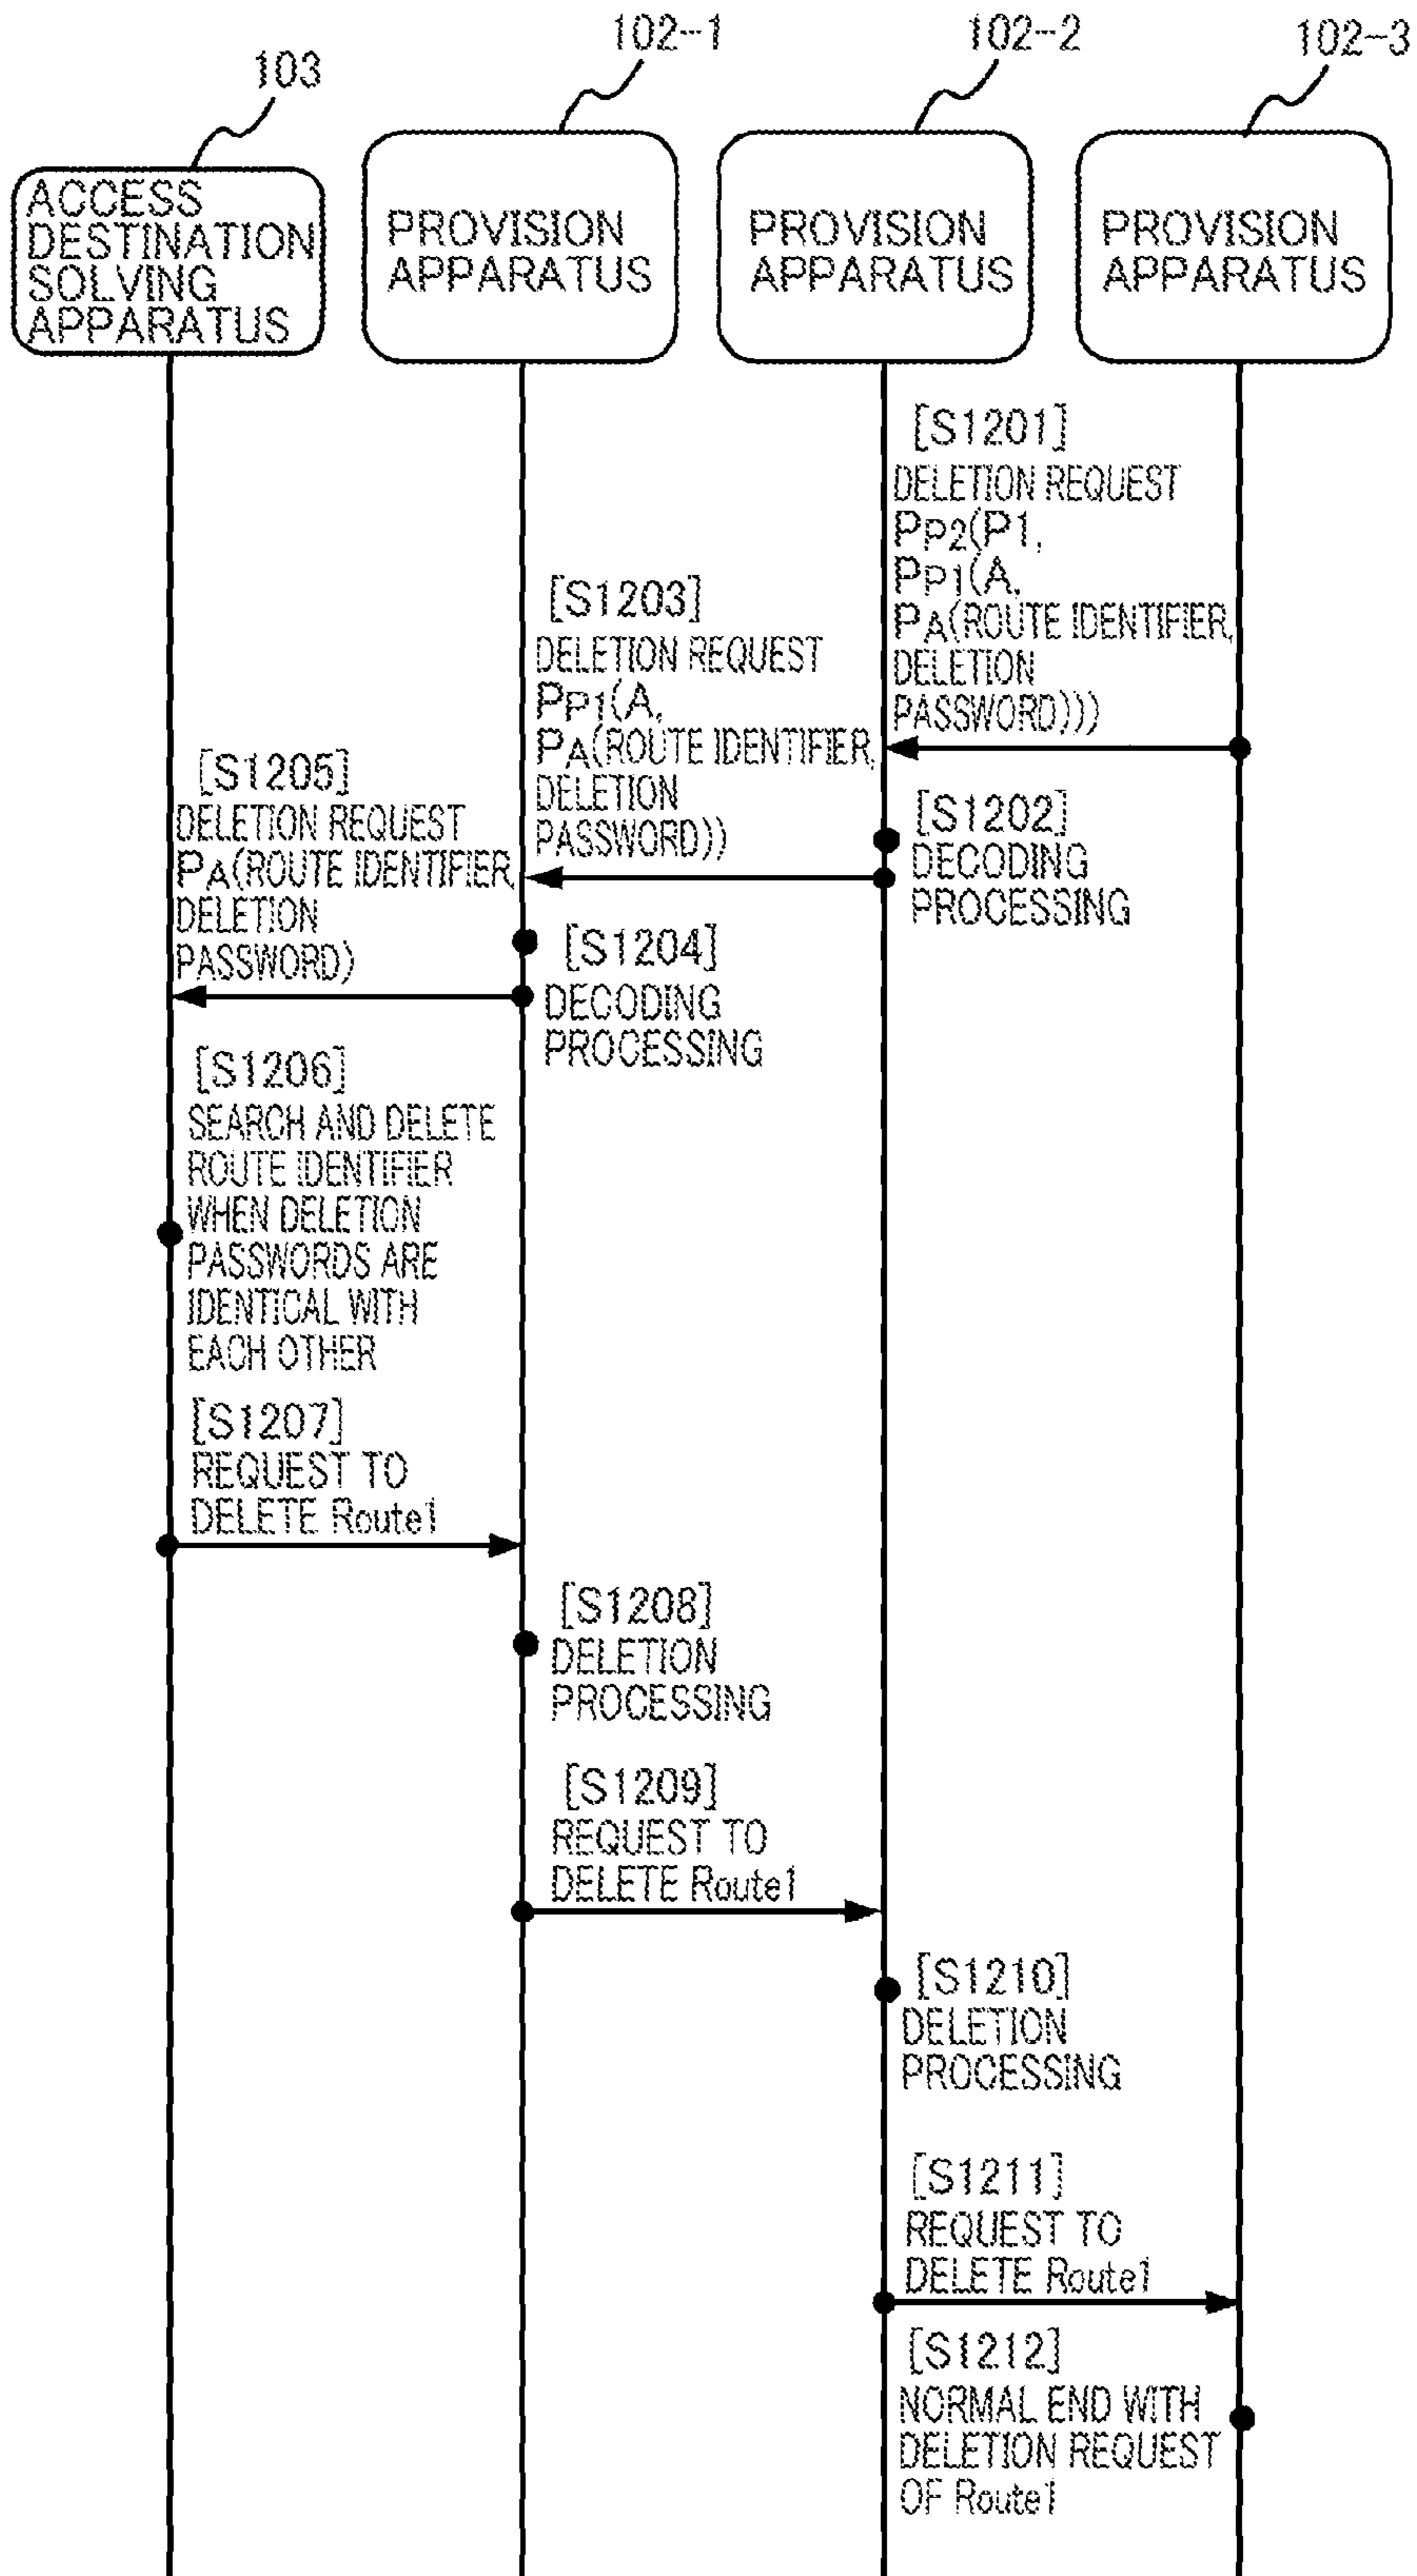 103
102-1
102-2
102-3
ACCESS
DESTINATION
SOLVING
APPARATUS
PROVISION
APPARATUS
PROVISION
APPARATUS
PROVISION
APPARATUS
[S1201]
DELETION REQUEST
PP2(P1,
PP1(A,
PA(ROUTE IDENTIFIER,
DELETION
PASSWORD)))
[S1203]
DELETION REQUEST
PP1(A,
PA(ROUTE IDENTIFIER,
DELETION
PASSWORD))
[S1202]
DECODING
PROCESSING
[S1205]
DELETION REQUEST
PA(ROUTE IDENTIFIER,
DELETION
PASSWORD)
[S1204]
DECODING
PROCESSING
[S1206]
SEARCH AND DELETE
ROUTE IDENTIFIER
WHEN DELETION
PASSWORDS ARE
IDENTICAL WITH
EACH OTHER
[S1207]
REQUEST TO
DELETE Route1
[S1208]
DELETION
PROCESSING
[S1209]
REQUEST TO
DELETE Route1
[S1210]
DELETION
PROCESSING
[S1211]
REQUEST TO
DELETE Route1
[S1212]
NORMAL END WITH
DELETION REQUEST
OF Route1